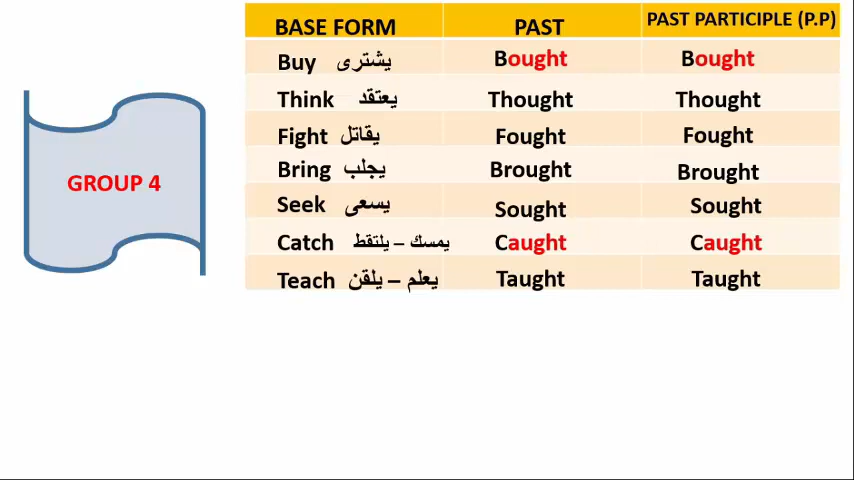 BASE FORM PAST PAST PARTICIPLE (P.P)
Buy يشترى Bought Bought
Think يعتقد Thought Thought
Fight يقاتل Fought Fought
Bring يجلب Brought Brought
Seek يسعى Sought Sought
Catch يمسك – يلتقط Caught Caught
Teach يعلم – يلقن Taught Taught
GROUP 4